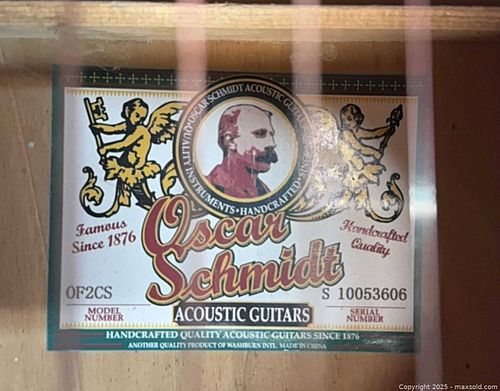 OSCAR SCHMIDT ACOUSTIC GUITARS
QUALITY INSTRUMENTS • HANDCRAFTED
Famous
Since 1876
Handcrafted
Quality
Oscar
Schmidt
OF2CS
S 10053606
MODEL
NUMBER
ACOUSTIC GUITARS
SERIAL
NUMBER
HANDCRAFTED QUALITY ACOUSTIC GUITARS SINCE 1876
ANOTHER QUALITY PRODUCT OF WASHBURN INTL. MADE IN CHINA
Copyright © 2025 - maxsold.com